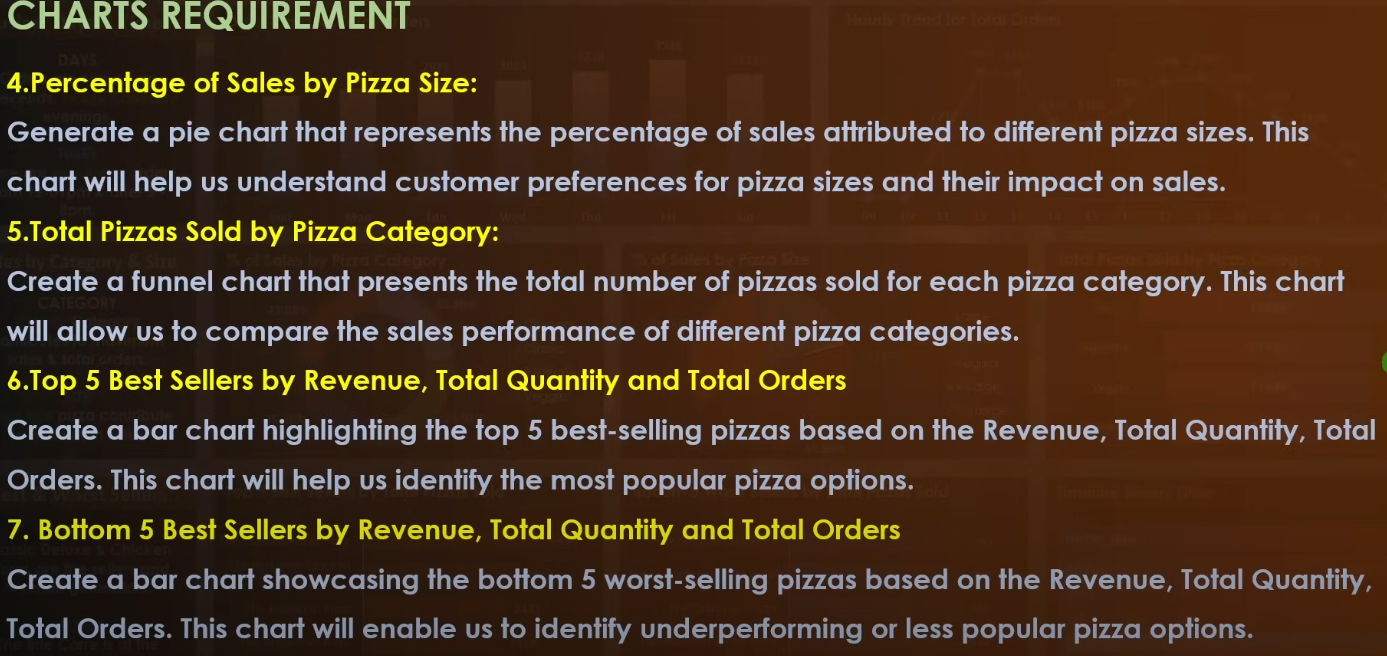 CHARTS REQUIREMENT
4.Percentage of Sales by Pizza Size:
Generate a pie chart that represents the percentage of sales attributed to different pizza sizes. This
chart will help us understand customer preferences for pizza sizes and their impact on sales.
5.Total Pizzas Sold by Pizza Category:
Create a funnel chart that presents the total number of pizzas sold for each pizza category. This chart
will allow us to compare the sales performance of different pizza categories.
6.Top 5 Best Sellers by Revenue, Total Quantity and Total Orders
Create a bar chart highlighting the top 5 best-selling pizzas based on the Revenue, Total Quantity, Total
Orders. This chart will help us identify the most popular pizza options.
7. Bottom 5 Best Sellers by Revenue, Total Quantity and Total Orders
Create a bar chart showcasing the bottom 5 worst-selling pizzas based on the Revenue, Total Quantity,
Total Orders. This chart will enable us to identify underperforming or less popular pizza options.